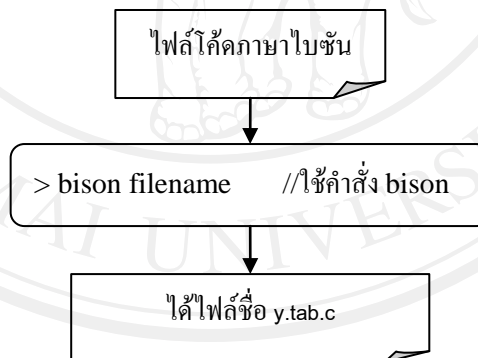 ไฟล์โค้ดภาษาไบซัน
> bison filename //ใช้คำสั่ง bison
ได้ไฟล์ชื่อ y.tab.c